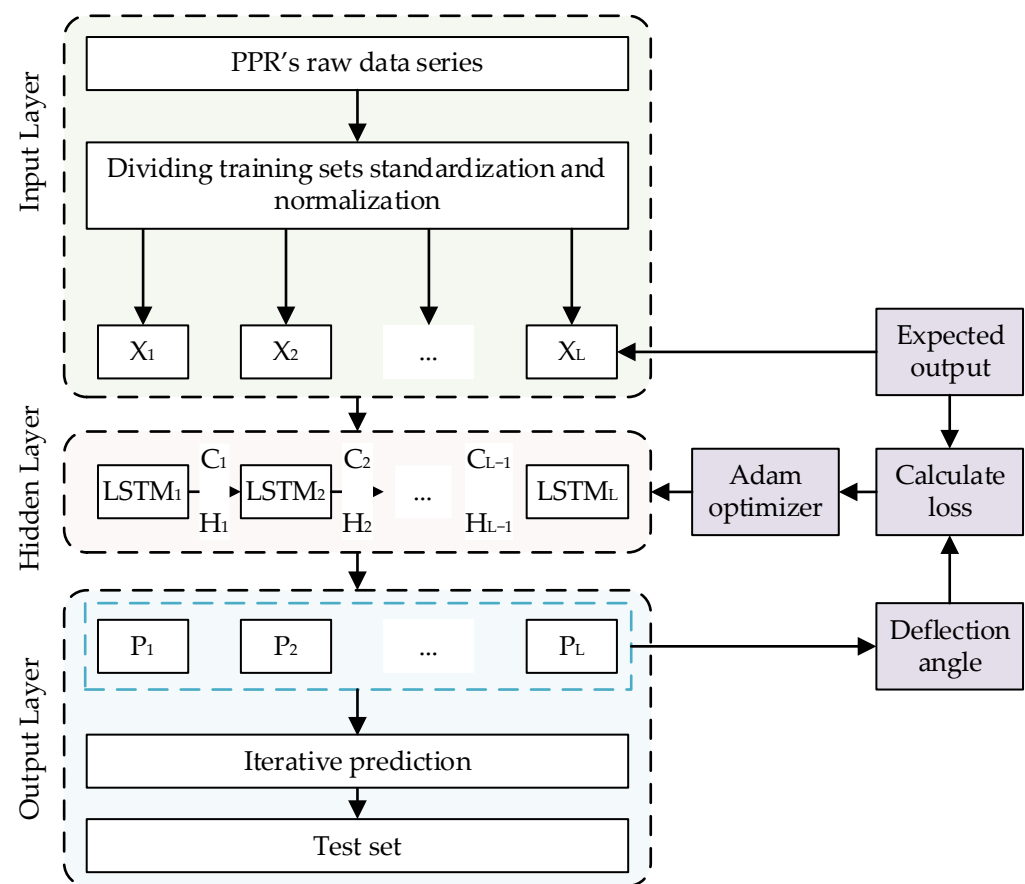 Input Layer
PPR's raw data series
Dividing training sets standardization and
normalization
X1
X2
...
XL
Expected
output
Hidden Layer
LSTM1
C1
H1
LSTM2
C2
H2
...
CL−1
HL−1
LSTML
Adam
optimizer
Calculate
loss
Output Layer
P1
P2
...
PL
Deflection
angle
Iterative prediction
Test set